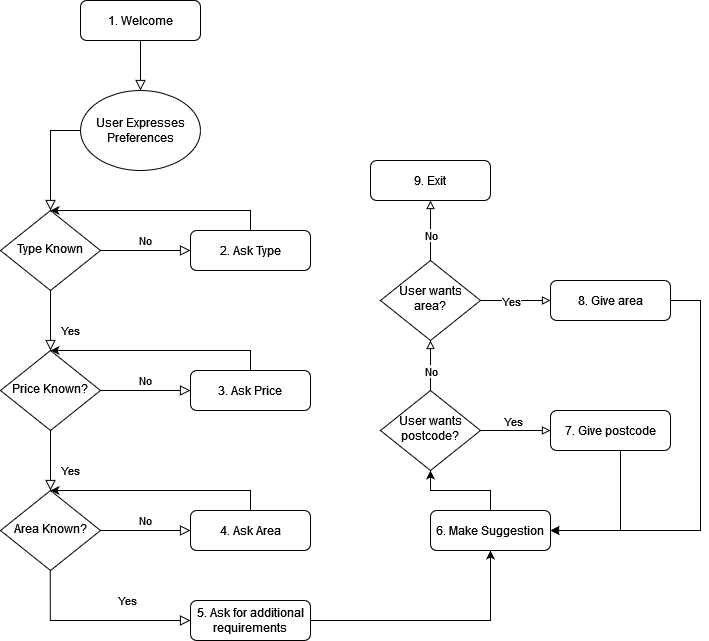 1. Welcome
User Expresses
Preferences
Type Known
No
2. Ask Type
Yes
Price Known?
No
3. Ask Price
Yes
Area Known?
No
4. Ask Area
Yes
5. Ask for additional
requirements
6. Make Suggestion
User wants
postcode?
Yes
7. Give postcode
No
User wants
area?
Yes
8. Give area
No
9. Exit